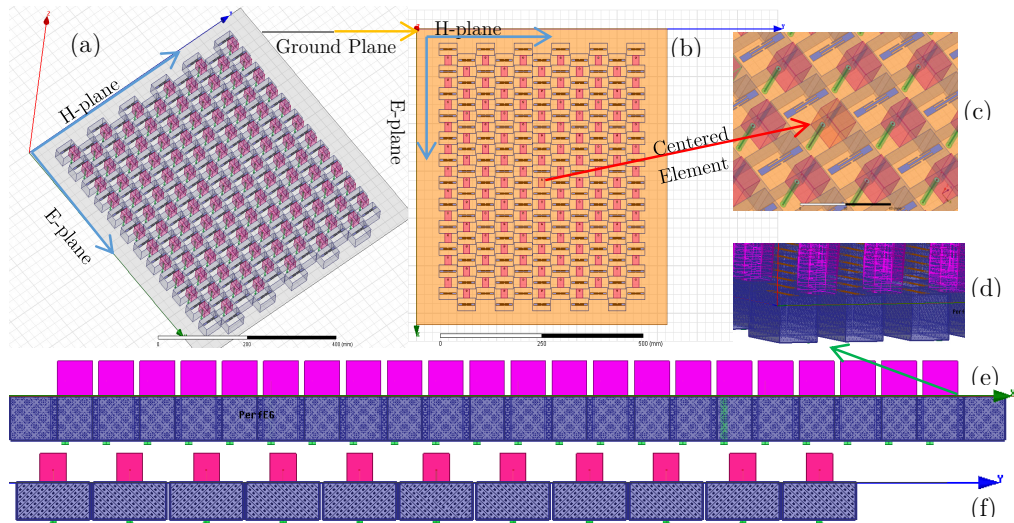 (a)
H-plane
E-plane
0
200
400 (mm)
Ground Plane
H-plane
E-plane
(b)
Y
Centered
Element
0
250
500 (mm)
(c)
(d)
(e)
PerfE6
(f)
Y